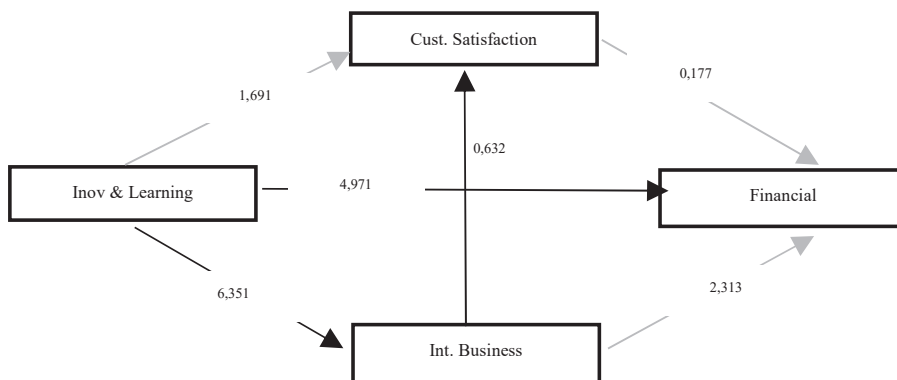 Cust. Satisfaction
0,177
1,691
0,632
Inov & Learning
4,971
Financial
6,351
2,313
Int. Business